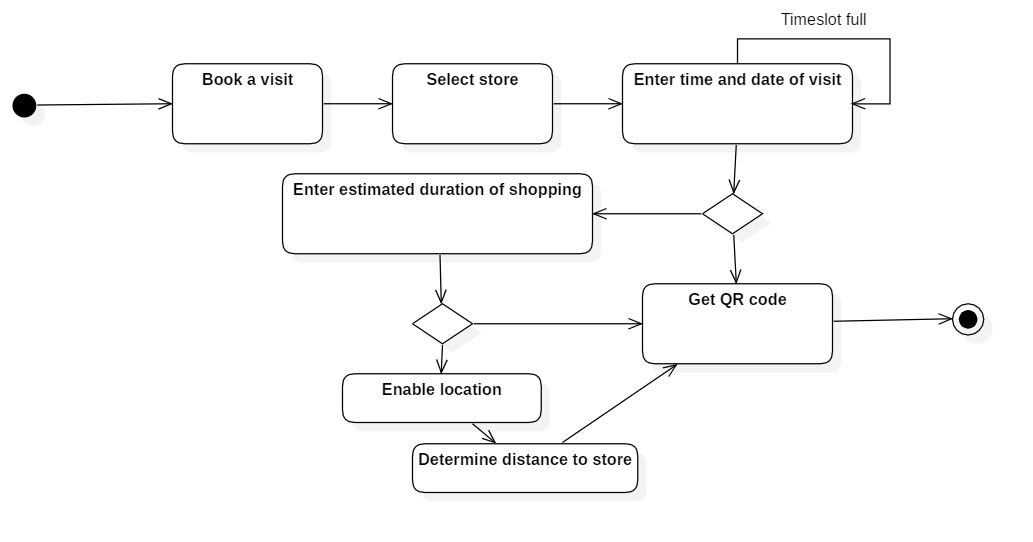 Timeslot full
Book a visit
Select store
Enter time and date of visit
Enter estimated duration of shopping
Get QR code
Enable location
Determine distance to store